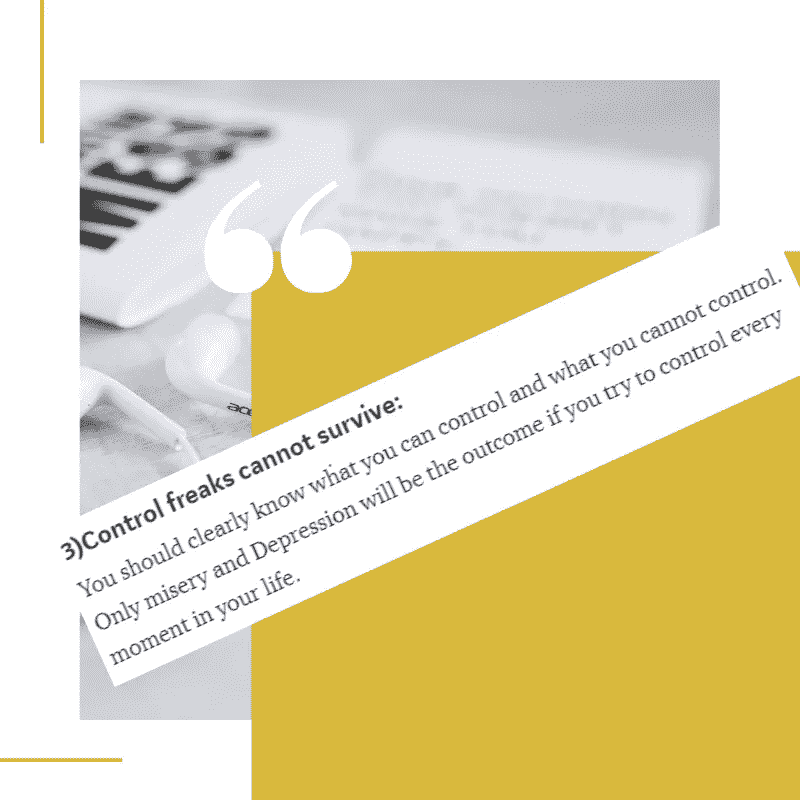 3)Control freaks cannot survive:
You should clearly know what you can control and what you cannot control.
Only misery and Depression will be the outcome if you try to control every
moment in your life.